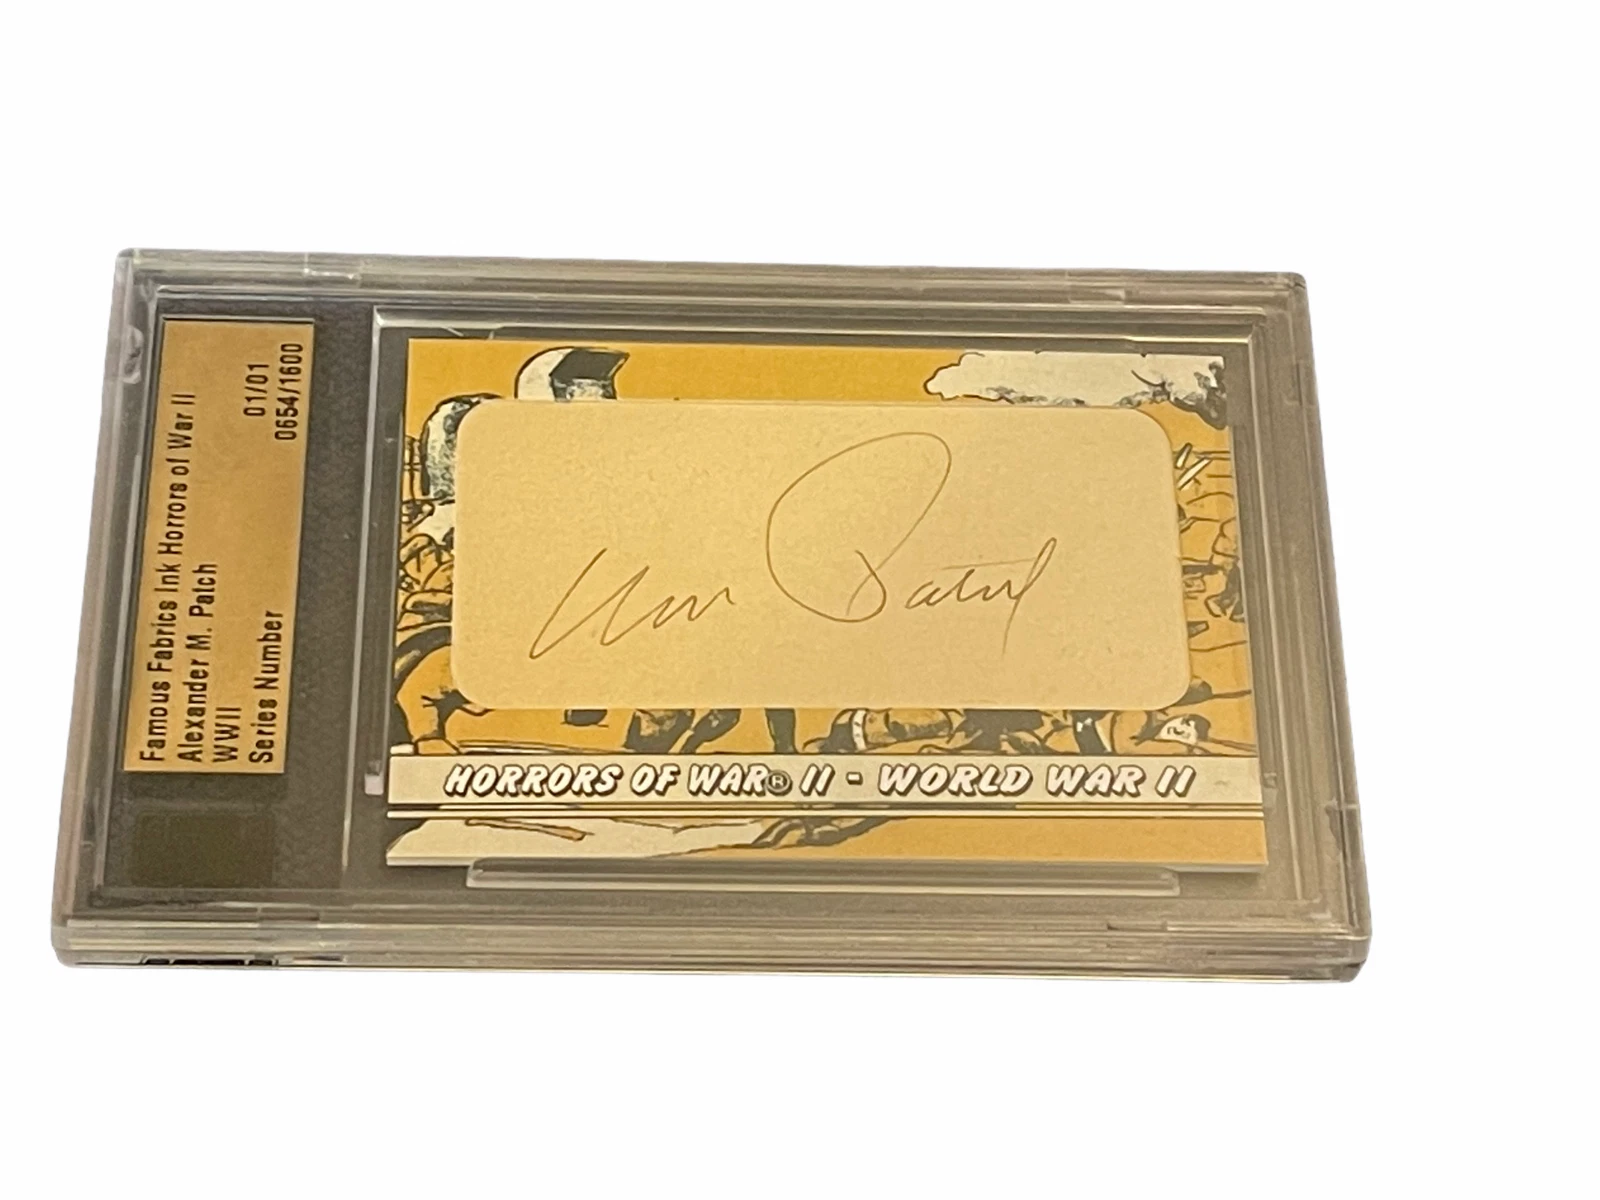 Famous Fabrics Ink Horrors of War II
Alexander M. Patch
WWII 01/01
Series Number 0654/1600
Patch
HORRORS OF WAR® II - WORLD WAR II